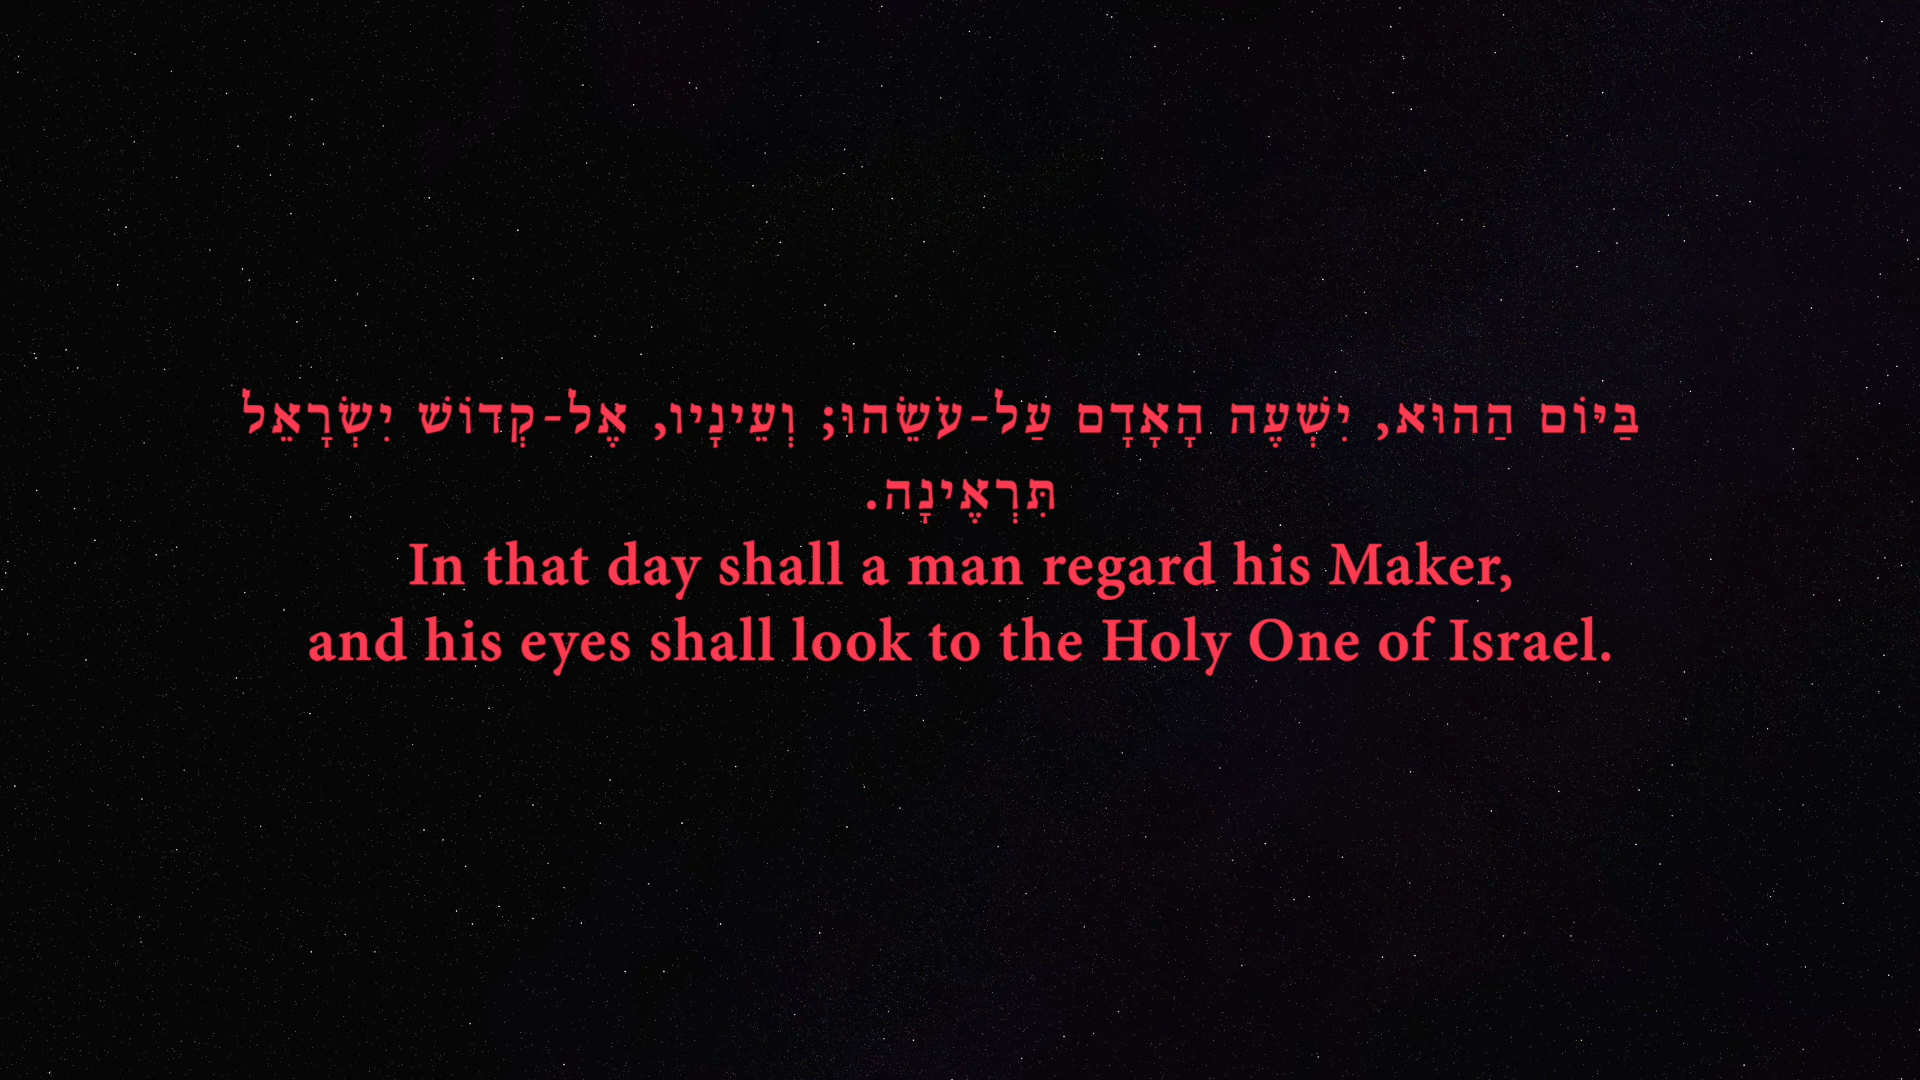 בַּיּוֹם הַהוּא, יִשְׁעֶה הָאָדָם עַל-עֹשֵׂהוּ; וְעֵינָיו, אֶל-קְדוֹשׁ יִשְׂרָאֵל
תִּרְאֶינָה.
In that day shall a man regard his Maker,
and his eyes shall look to the Holy One of Israel.